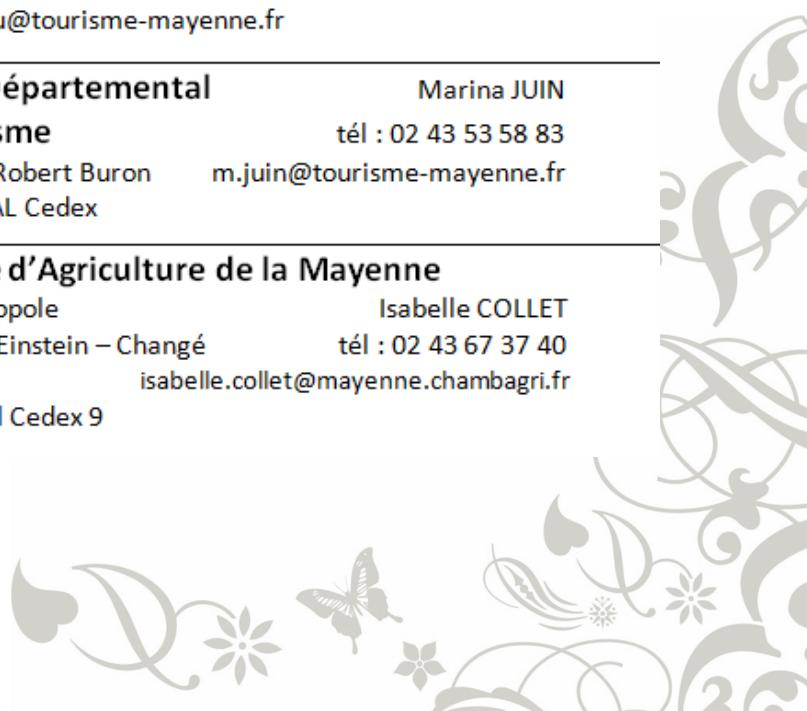 u@tourisme-mayenne.fr
épartemental Marina JUIN
sme tél : 02 43 53 58 83
Robert Buron m.juin@tourisme-mayenne.fr
AL Cedex
d’Agriculture de la Mayenne
opole Isabelle COLLET
Einstein – Changé tél : 02 43 67 37 40
isabelle.collet@mayenne.chambagri.fr
l Cedex 9